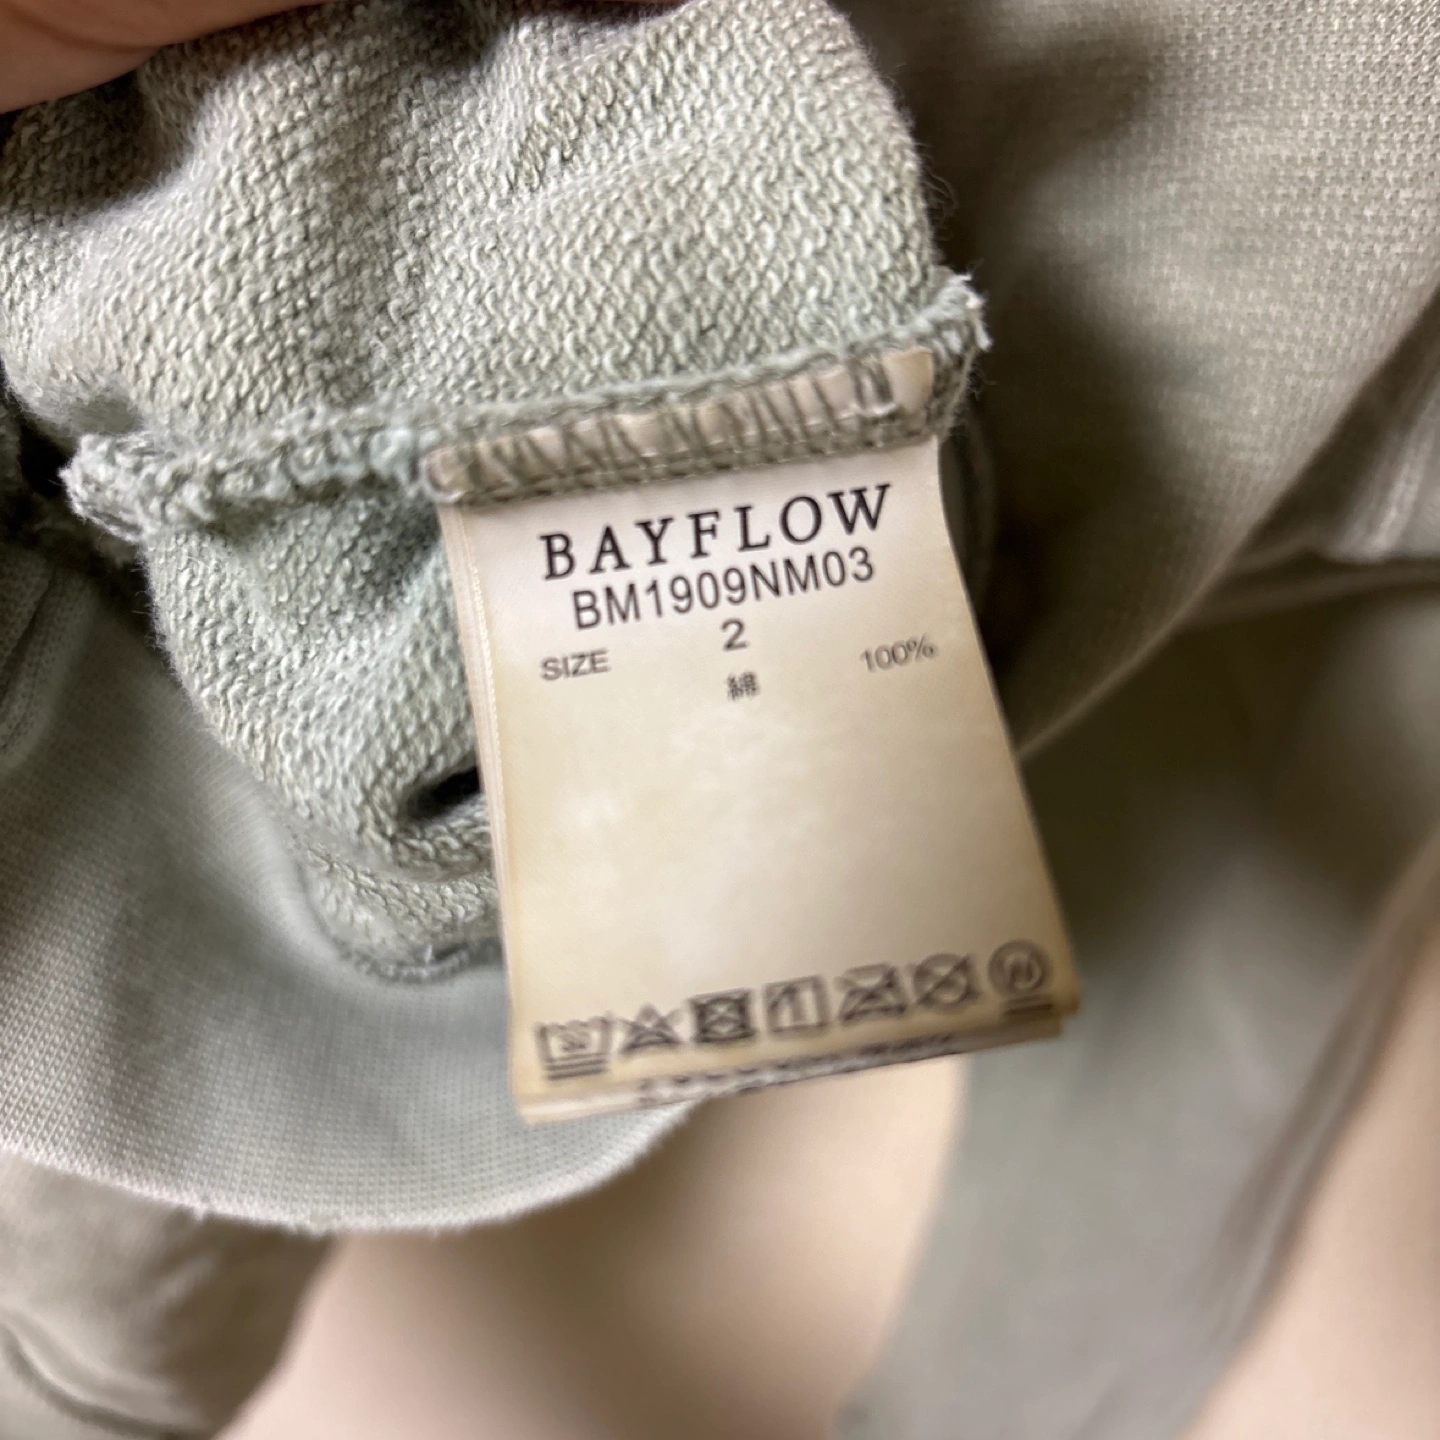 BAYFLOW
BM1909NM03
SIZE 2
綿 100%